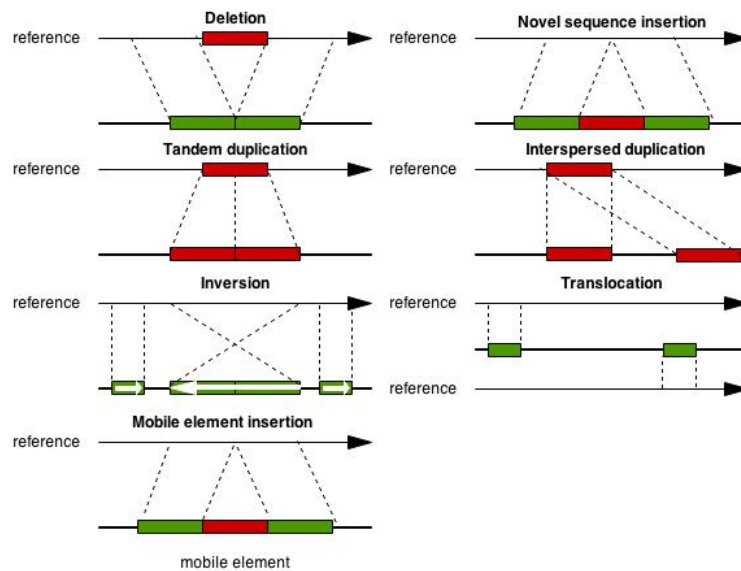 Deletion
reference
Novel sequence insertion
reference
Tandem duplication
reference
Interspersed duplication
reference
Inversion
reference
Translocation
reference
reference
Mobile element insertion
reference
mobile element